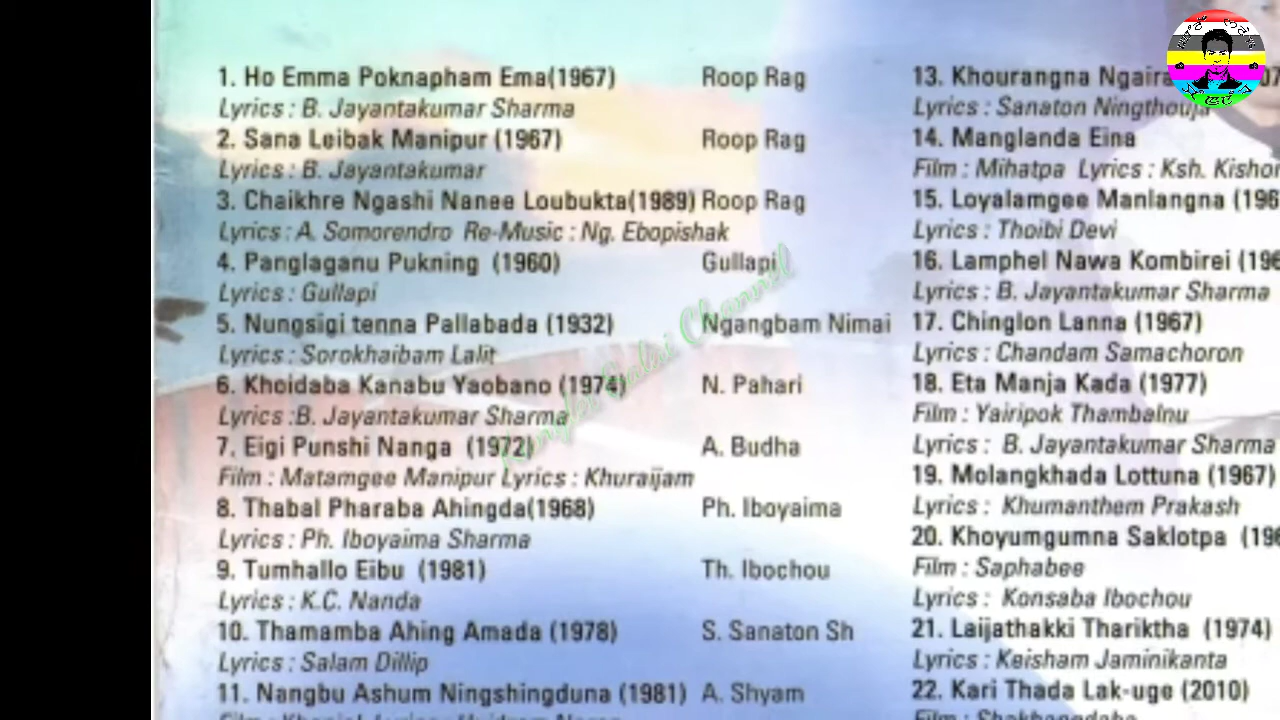 1. Ho Emma Poknapham Ema(1967) Roop Rag
Lyrics : B. Jayantakumar Sharma
2. Sana Leibak Manipur (1967) Roop Rag
Lyrics : B. Jayantakumar
3. Chaikhre Ngashi Nanee Loubukta(1989) Roop Rag
Lyrics : A. Somorendro Re-Music : Ng. Ebopishak
4. Panglaganu Pukning (1960) Gullapi
Lyrics : Gullapi
5. Nungsigi tenna Pallabada (1932) Ngangbam Nimai
Lyrics : Sorokhaibam Lalit
6. Khoidaba Kanabu Yaobano (1974) N. Pahari
Lyrics :B. Jayantakumar Sharma
7. Eigi Punshi Nanga (1972) A. Budha
Film : Matamgee Manipur Lyrics : Khuraijam
8. Thabal Pharaba Ahingda(1968) Ph. Iboyaima
Lyrics : Ph. Iboyaima Sharma
9. Tumhallo Eibu (1981) Th. Ibochou
Lyrics : K.C. Nanda
10. Thamamba Ahing Amada (1978) S. Sanaton Sh
Lyrics : Salam Dillip
11. Nangbu Ashum Ningshingduna (1981) A. Shyam
13. Khourangna
Lyrics : Sanaton Ningthouja
14. Manglanda Eina
Film : Mihatpa Lyrics : Ksh. Kishor
15. Loyalamgee Manlangna (196
Lyrics : Thoibi Devi
16. Lamphel Nawa Kombirei (196
Lyrics : B. Jayantakumar Sharma
17. Chinglon Lanna (1967)
Lyrics : Chandam Samachoron
18. Eta Manja Kada (1977)
Film : Yairipok Thambalnu
Lyrics : B. Jayantakumar Sharma
19. Molangkhada Lottuna (1967)
Lyrics : Khumanthem Prakash
20. Khoyumgumna Saklotpa (196
Film : Saphabee
Lyrics : Konsaba Ibochou
21. Laijathakki Thariktha (1974)
Lyrics : Keisham Jaminikanta
22. Kari Thada Lak-uge (2010)
Channel